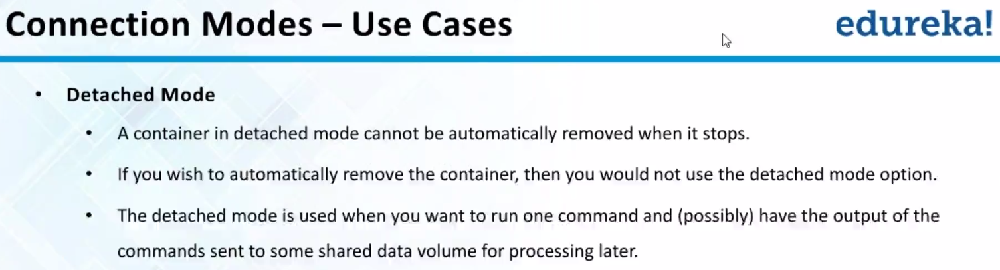 Connection Modes – Use Cases
edureka!
• Detached Mode
• A container in detached mode cannot be automatically removed when it stops.
• If you wish to automatically remove the container, then you would not use the detached mode option.
• The detached mode is used when you want to run one command and (possibly) have the output of the
commands sent to some shared data volume for processing later.